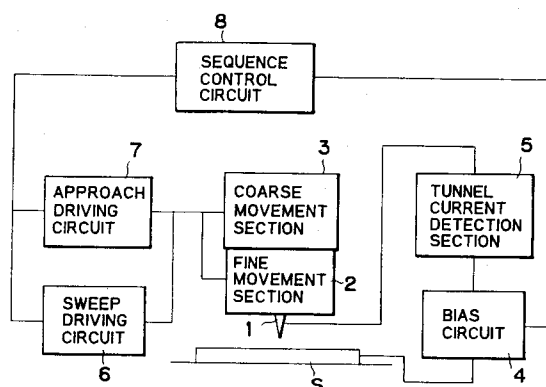 8
SEQUENCE
CONTROL
CIRCUIT
7
APPROACH
DRIVING
CIRCUIT
3
COARSE
MOVEMENT
SECTION
5
TUNNEL
CURRENT
DETECTION
SECTION
FINE
MOVEMENT
SECTION
2
SWEEP
DRIVING
CIRCUIT
6
1
BIAS
CIRCUIT
4
S